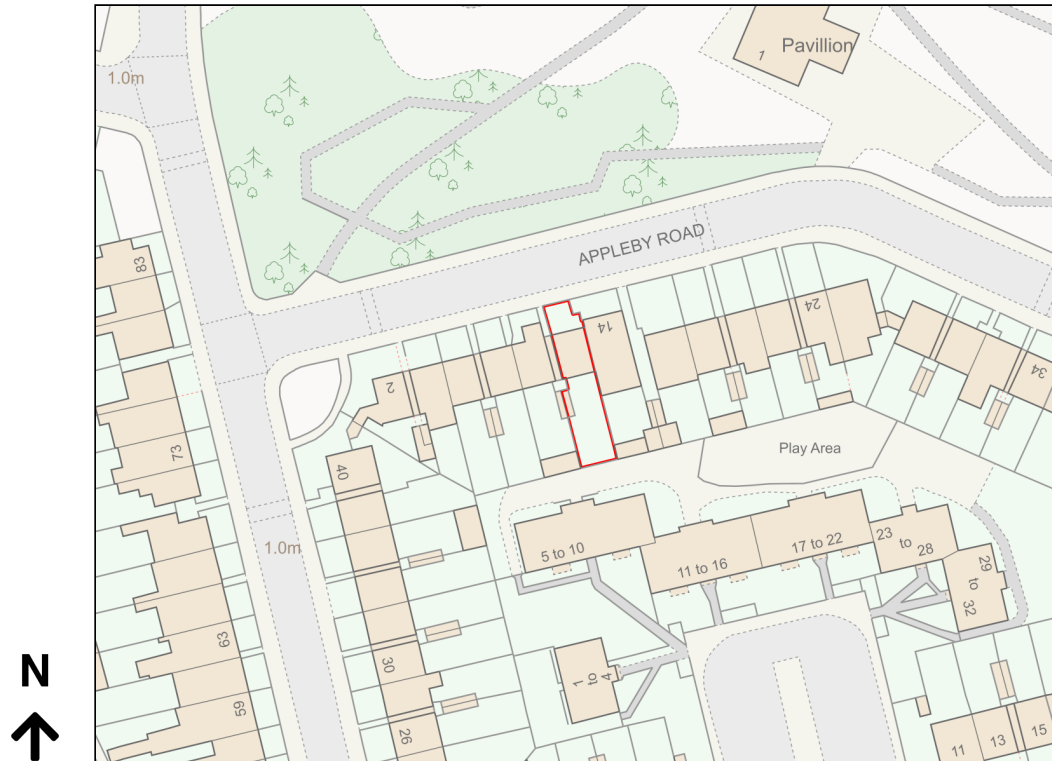 1.0m
Pavillion
1
APPLEBY ROAD
83
14
24
2
34
73
40
Play Area
5 to 10
11 to 16
17 to 22
23
to
28
29
to
32
1.0m
63
30
1
to
4
59
26
11
13
15
N